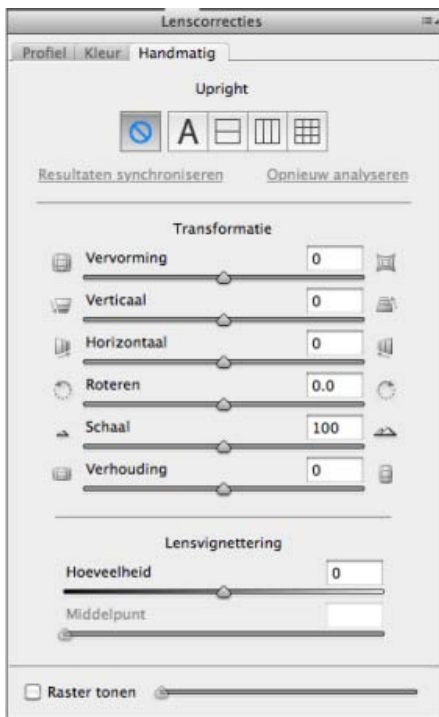 Lenscorrecties
Profiel Kleur Handmatig
Upright
A
Resultaten synchroniseren Opnieuw analyseren
Transformatie
Vervorming 0
Verticaal 0
Horizontaal 0
Roteren 0.0
Schaal 100
Verhouding 0
Lensvignettering
Hoeveelheid 0
Middelpunt
Raster tonen